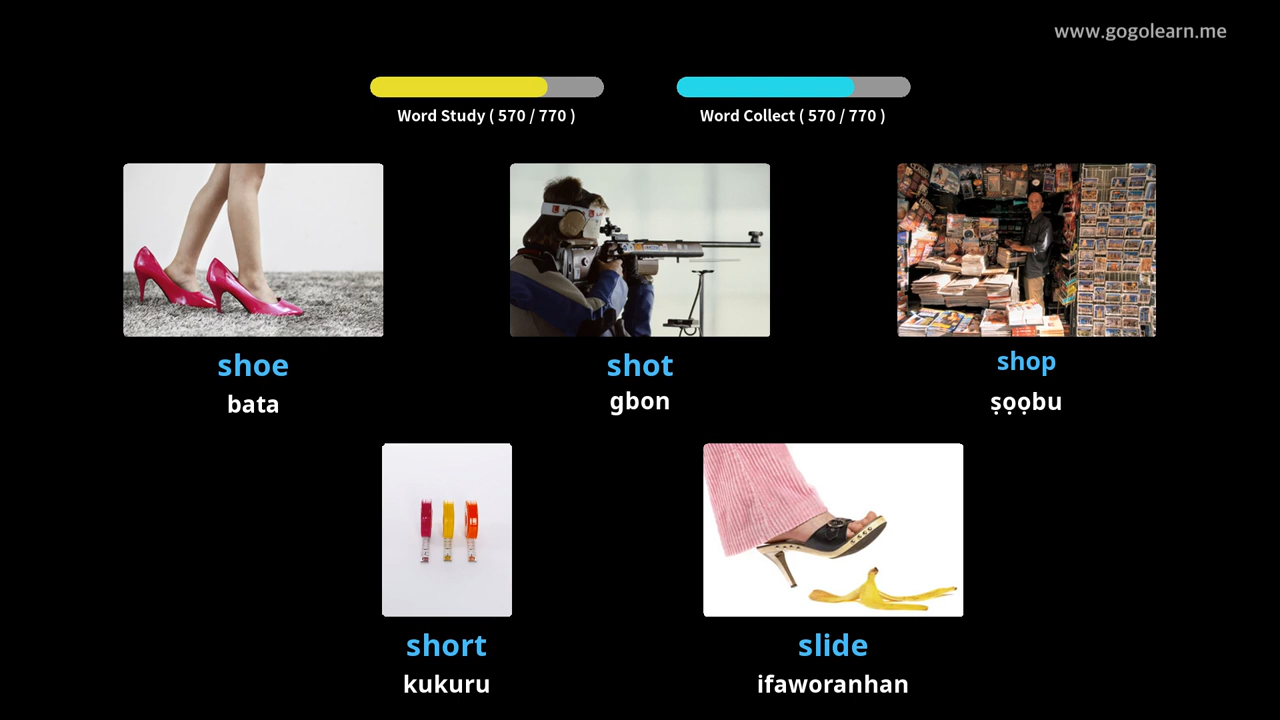 www.gogolearn.me
Word Study ( 570 / 770 )
Word Collect ( 570 / 770 )
shoe
bata
shot
gbon
shop
ṣọọbu
short
kukuru
slide
ifaworanhan